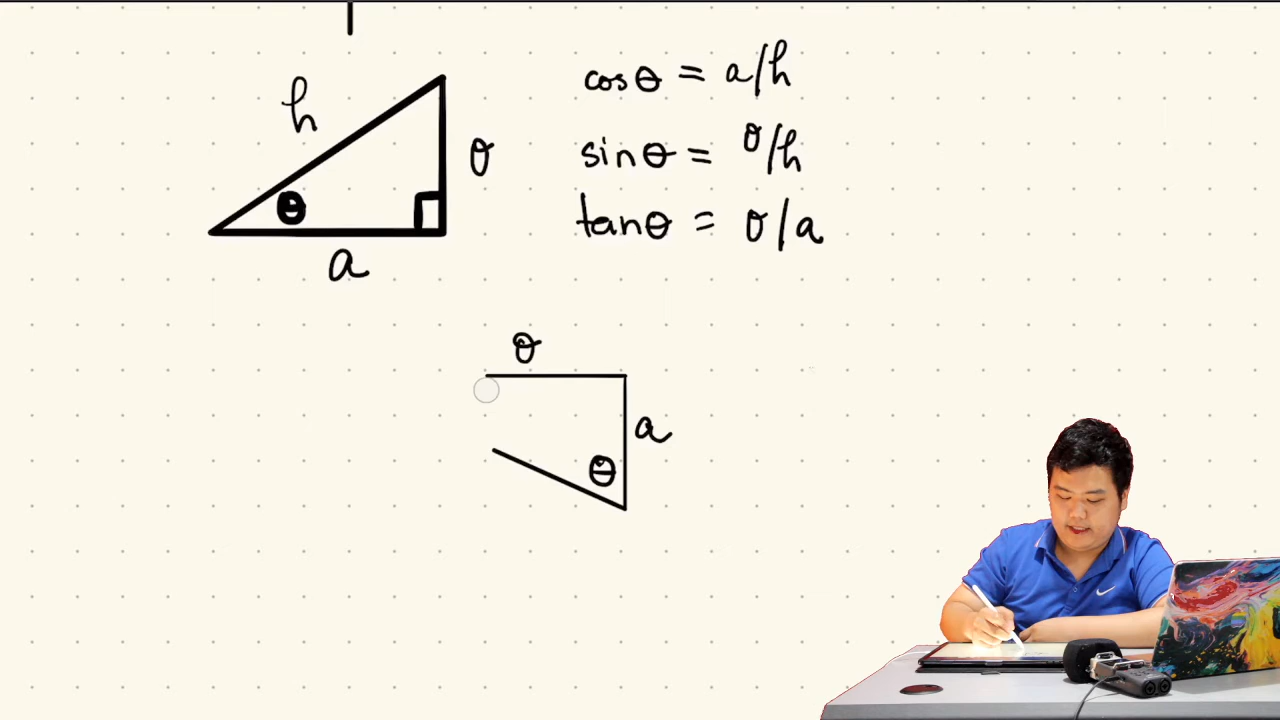 h
o
θ
a
cosθ = a/h
sinθ = o/h
tanθ = o/a
o
a
θ